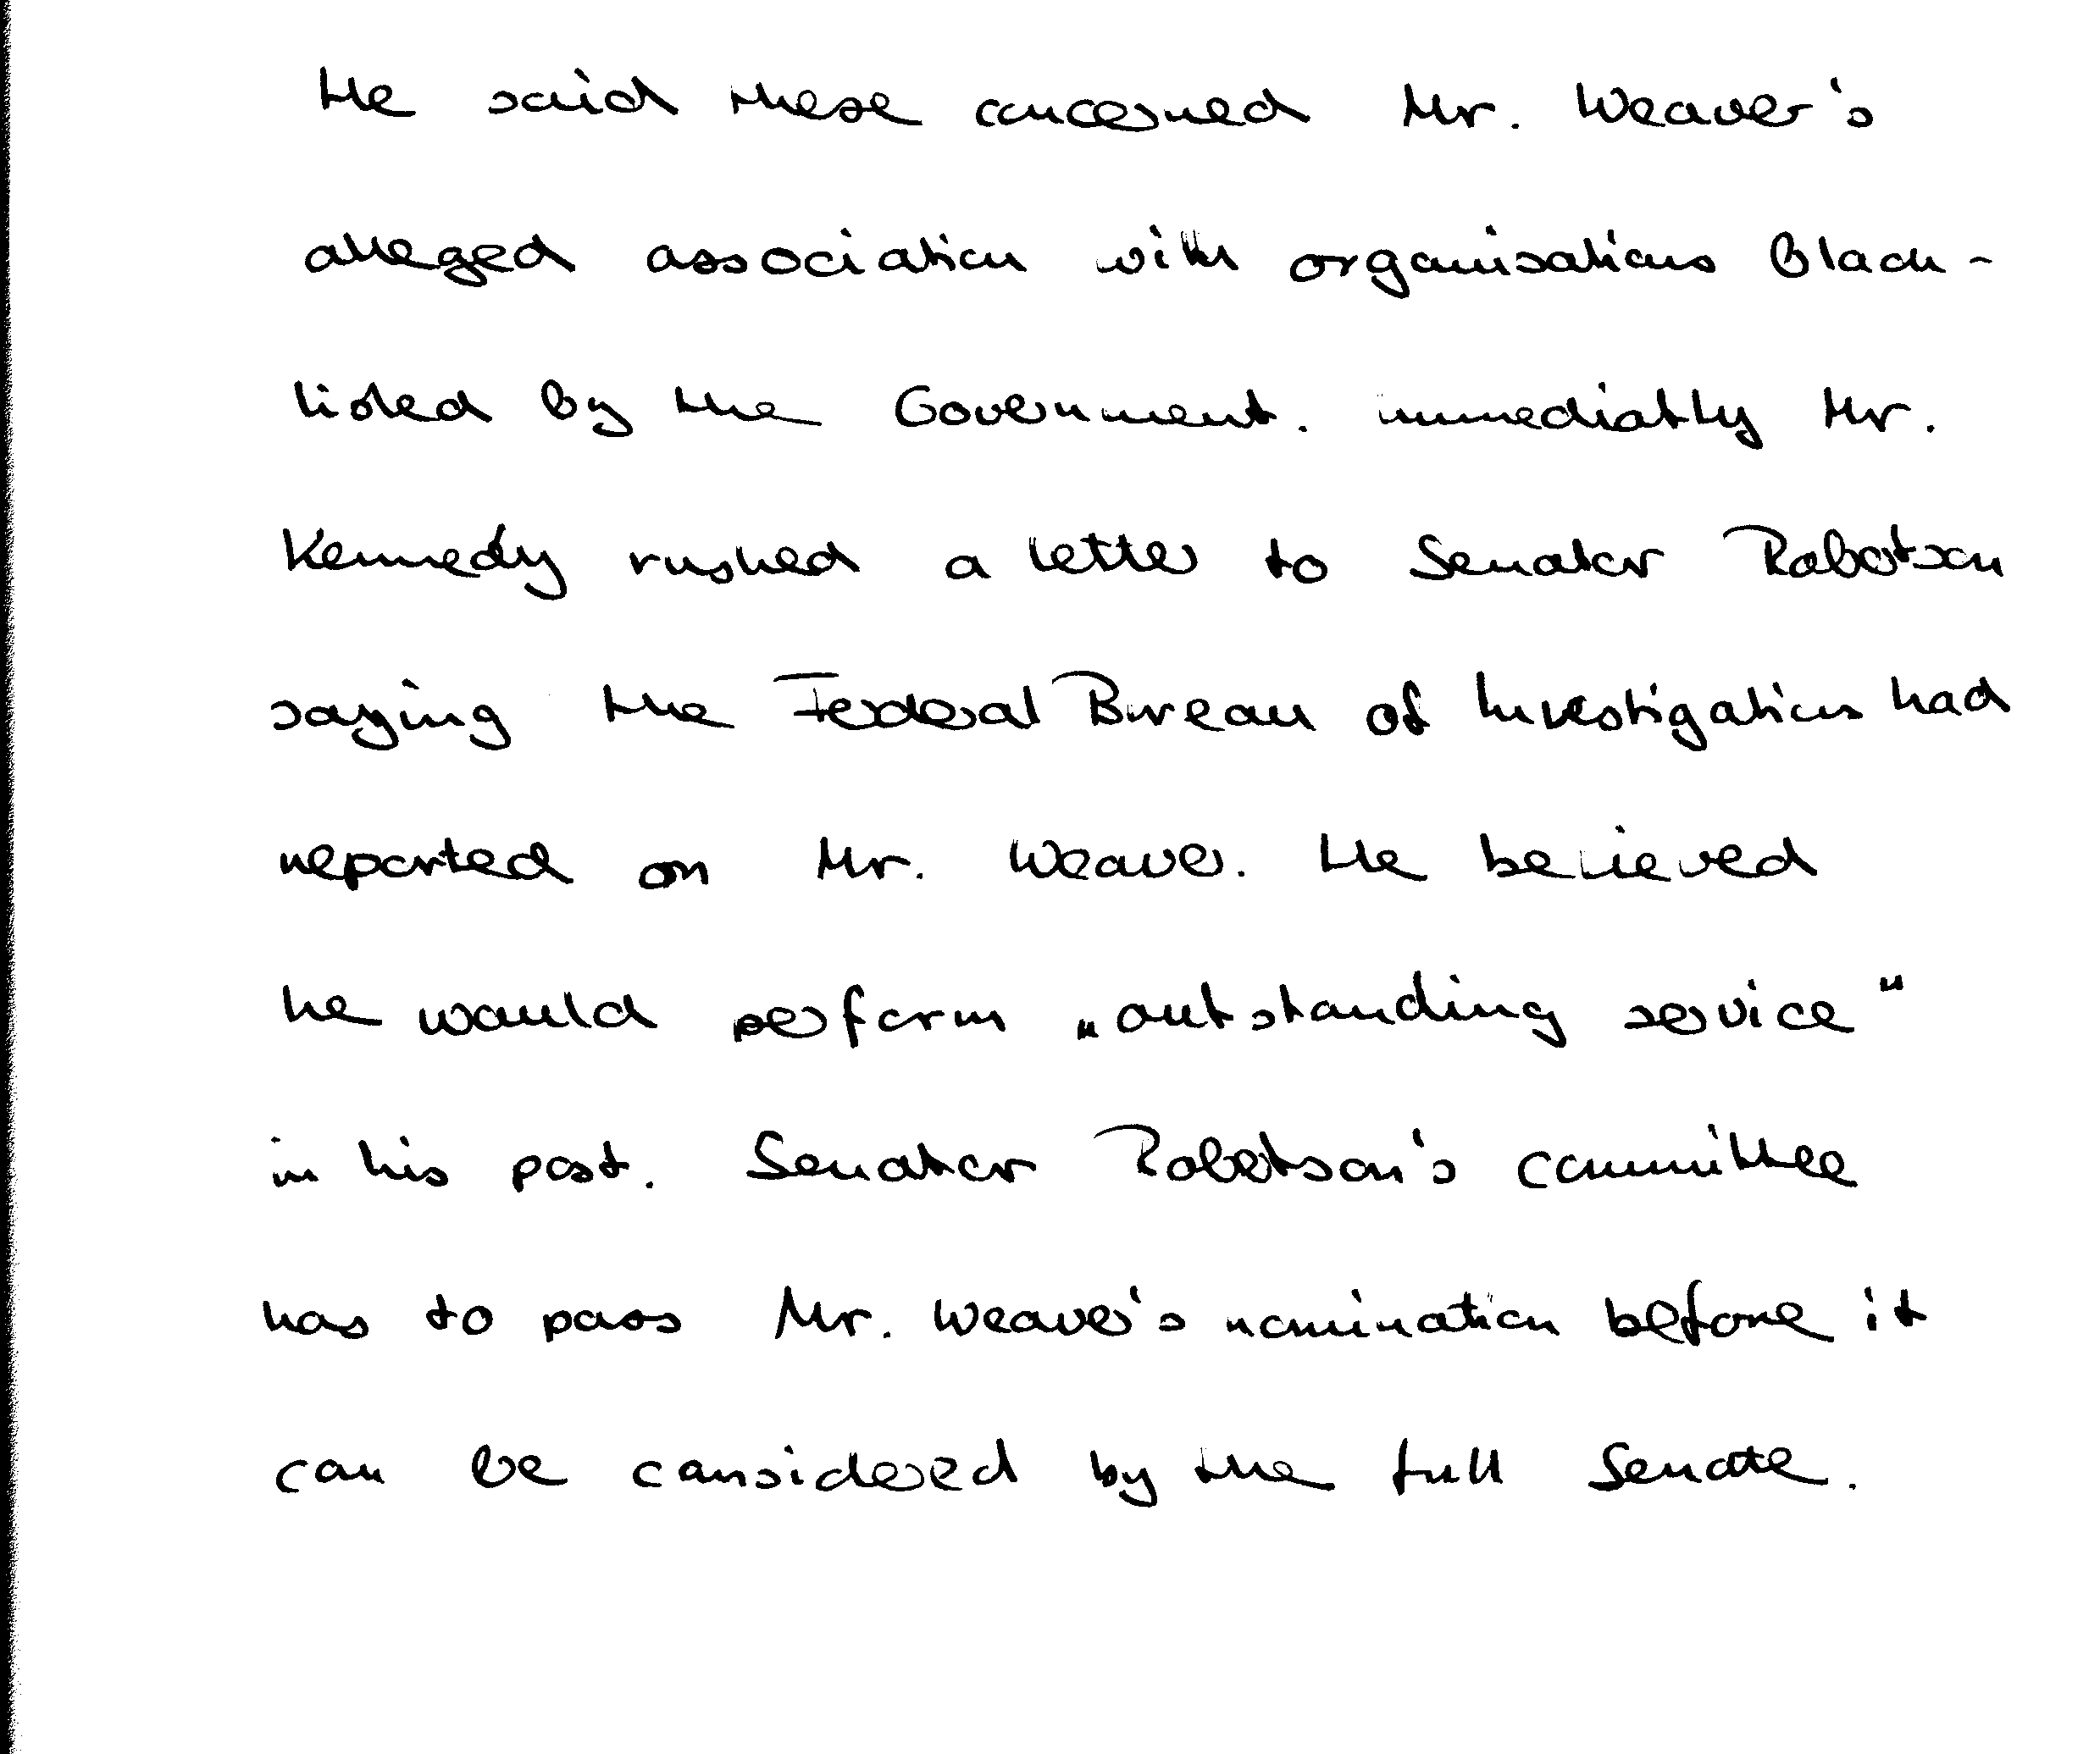 He said these concerned Mr. Weaver's
alleged association with organisations black-
listed by the Government. immediatly Mr.
Kennedy rushed a letter to Senator Robotson
saying the Federal Bureau of Investigation had
reported on Mr. Weaver. He believed
he would perform „outstanding service"
in his post. Senator Robertson's committee
has to pass Mr. Weaver's nomination before it
can be considered by the full Senate.